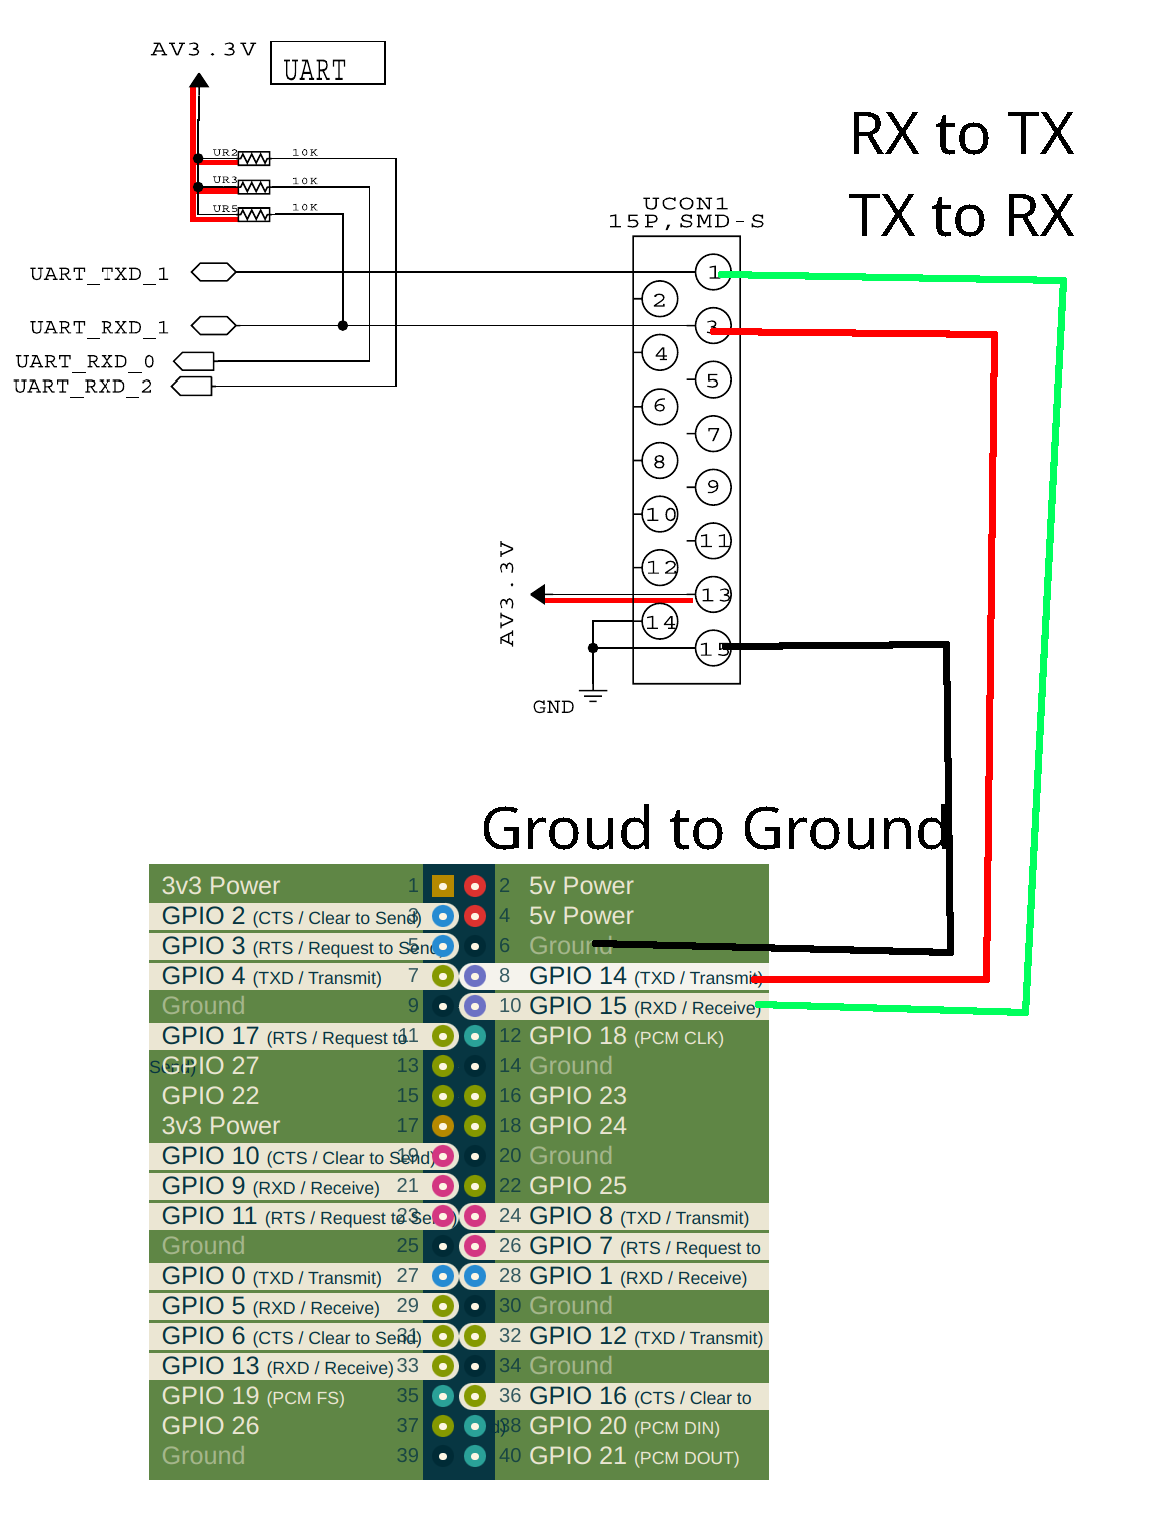 AV3.3V
UART
UR2 10K
UR3 10K
UR5 10K
RX to TX
TX to RX
UCON1
15P,SMD-S
UART_TXD_1
UART_RXD_1
UART_RXD_0
UART_RXD_2
1
2
3
4
5
6
7
8
9
10
11
12
13
14
15
AV3.3V
GND
Groud to Ground
3v3 Power 1 2 5v Power
GPIO 2 (CTS / Clear to Send) 3 4 5v Power
GPIO 3 (RTS / Request to Send) 5 6 Ground
GPIO 4 (TXD / Transmit) 7 8 GPIO 14 (TXD / Transmit)
Ground 9 10 GPIO 15 (RXD / Receive)
GPIO 17 (RTS / Request to 11 12 GPIO 18 (PCM CLK)
Send)
GPIO 27 13 14 Ground
GPIO 22 15 16 GPIO 23
3v3 Power 17 18 GPIO 24
GPIO 10 (CTS / Clear to Send) 19 20 Ground
GPIO 9 (RXD / Receive) 21 22 GPIO 25
GPIO 11 (RTS / Request to Send) 23 24 GPIO 8 (TXD / Transmit)
Ground 25 26 GPIO 7 (RTS / Request to
GPIO 0 (TXD / Transmit) 27 28 GPIO 1 (RXD / Receive)
GPIO 5 (RXD / Receive) 29 30 Ground
GPIO 6 (CTS / Clear to Send) 31 32 GPIO 12 (TXD / Transmit)
GPIO 13 (RXD / Receive) 33 34 Ground
GPIO 19 (PCM FS) 35 36 GPIO 16 (CTS / Clear to
GPIO 26 37 38 GPIO 20 (PCM DIN)
Ground 39 40 GPIO 21 (PCM DOUT)